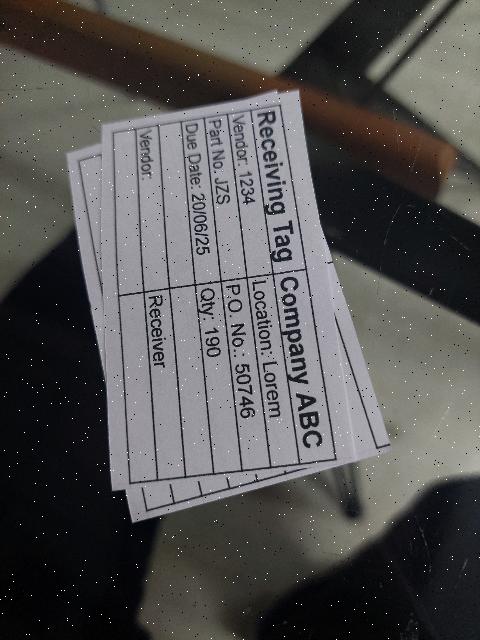 Receiving Tag Company ABC
Vendor: 1234 Location: Lorem
Part No: JZS P.O. No.: 50746
Due Date: 20/06/25 Qty: 190
Vendor: Receiver